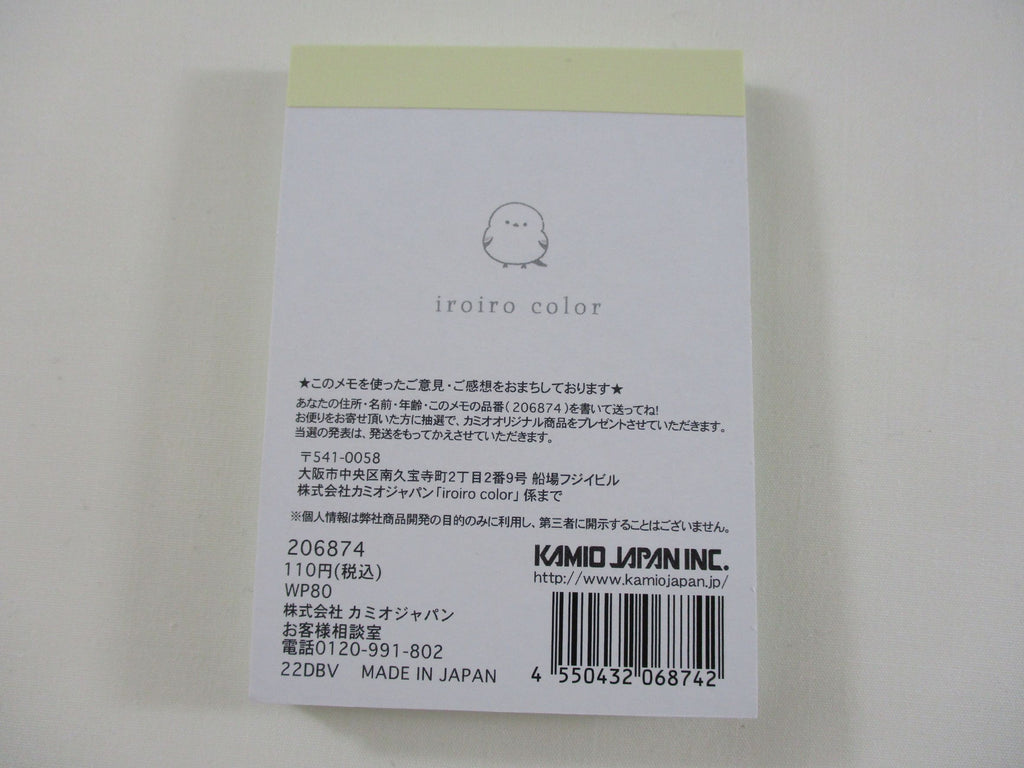 iroiro color
★このメモを使ったご意見・ご感想をおまちしております★
あなたの住所・名前・年齢・このメモの品番(206874)を書いて送ってね!
お便りをお寄せ頂いた方に抽選で、カミオオリジナル商品をプレゼントさせていただきます。
当選の発表は、発送をもってかえさせていただきます。
〒541-0058
大阪市中央区南久宝寺町2丁目2番9号 船場フジイビル
株式会社カミオジャパン「iroiro color」係まで
※個人情報は弊社商品開発の目的のみに利用し、第三者に開示することはございません。
206874
110円(税込)
WP80
株式会社 カミオジャパン
お客様相談室
電話0120-991-802
22DBV MADE IN JAPAN
KAMIO JAPAN INC.
http://www.kamiojapan.jp/
4 550432 068742